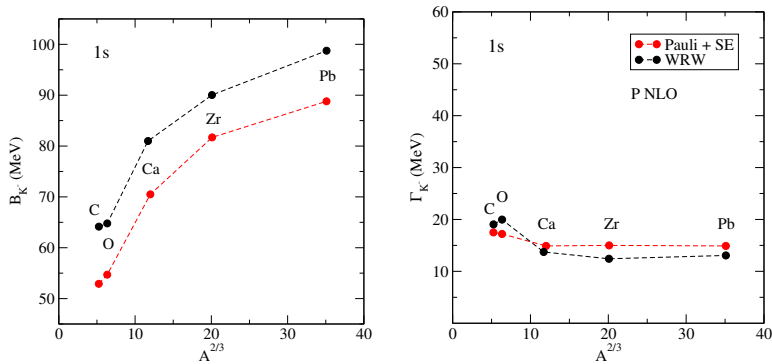 1s
100
90
80
70
60
50
0
10
20
30
40
C
O
Ca
Zr
Pb
B_K⁻ (MeV)
A^2/3
1s
Pauli + SE
WRW
P NLO
60
50
40
30
20
10
0
10
20
30
40
C
O
Ca
Zr
Pb
Γ_K⁻ (MeV)
A^2/3